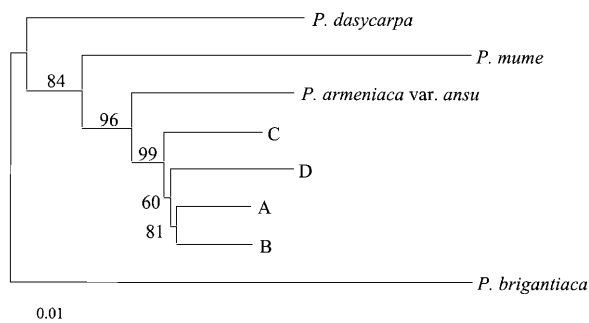 P. dasycarpa
P. mume
84
P. armeniaca var. ansu
96
C
99
D
60
A
81
B
P. brigantiaca
0.01